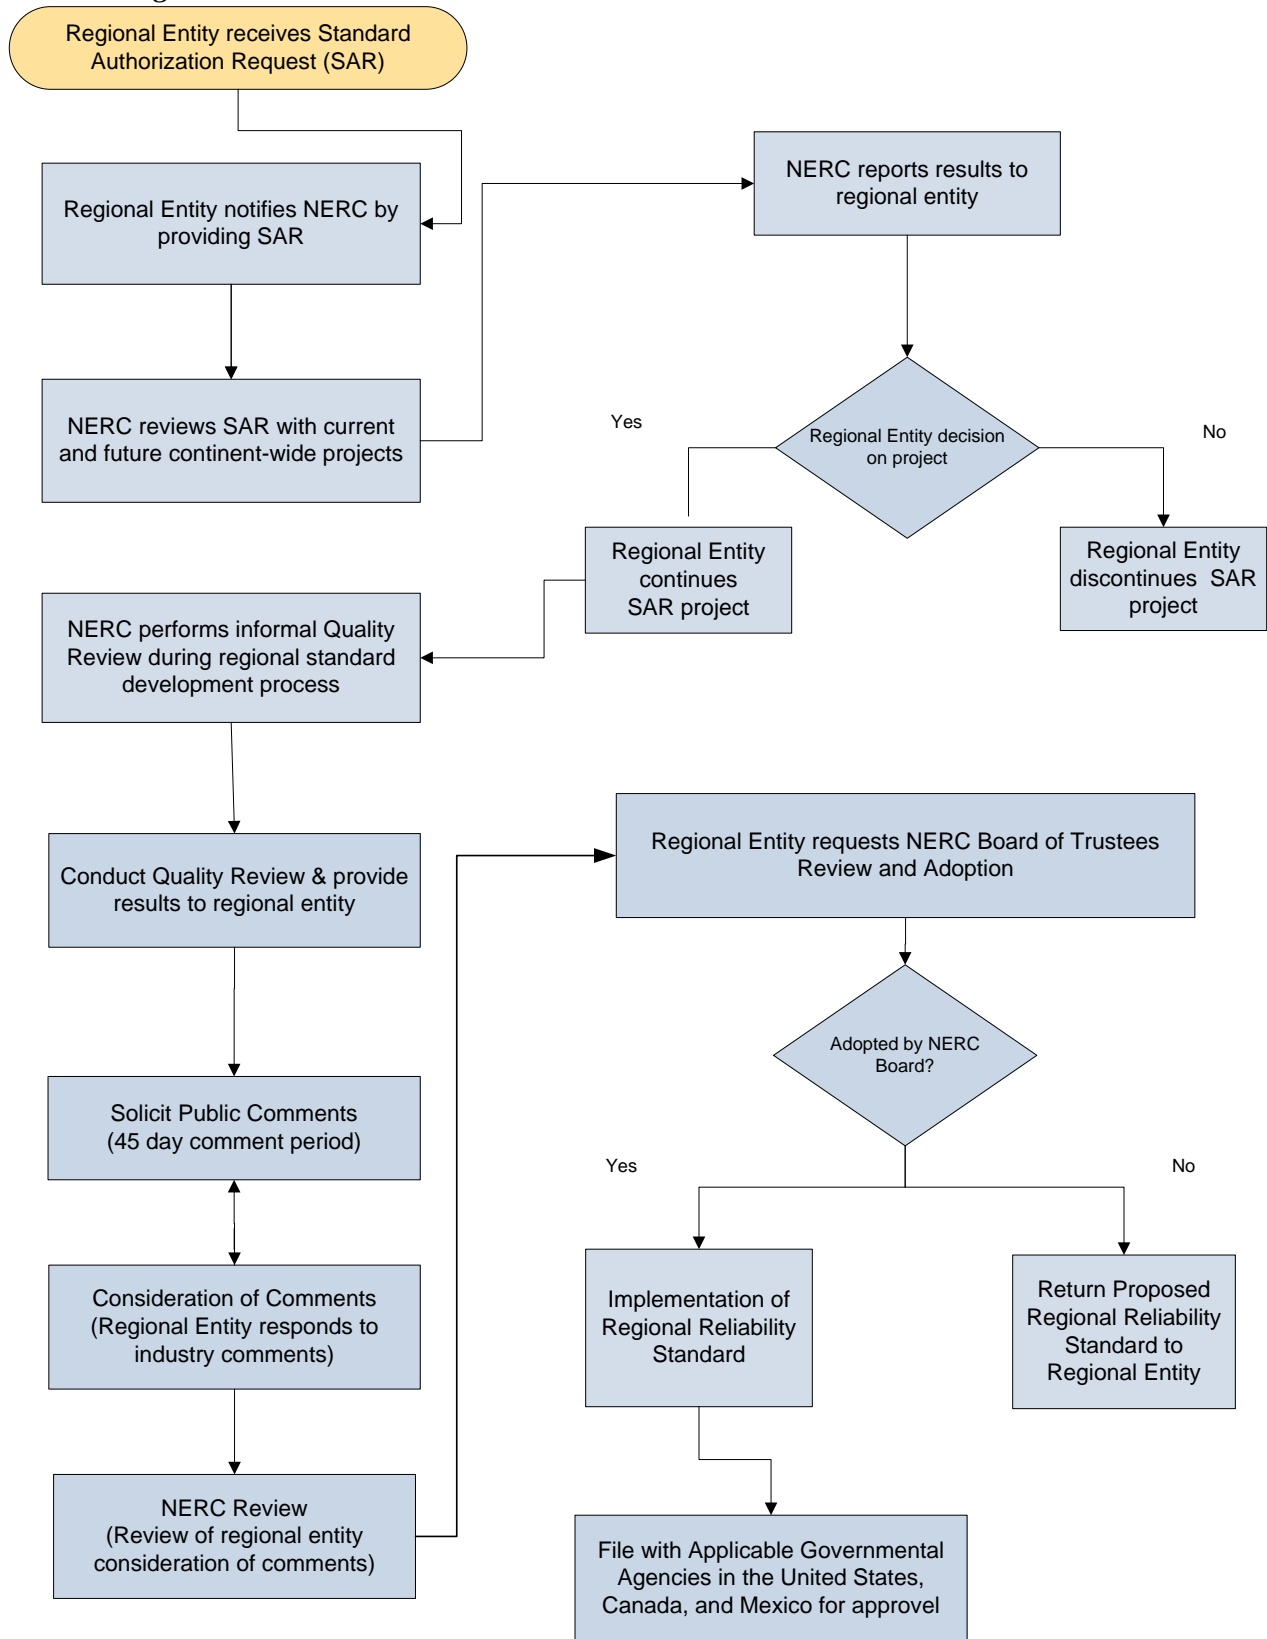 Regional Entity receives Standard
Authorization Request (SAR)
Regional Entity notifies NERC by
providing SAR
NERC reviews SAR with current
and future continent-wide projects
NERC reports results to
regional entity
Regional Entity decision
on project
Yes
No
Regional Entity
continues
SAR project
Regional Entity
discontinues SAR
project
NERC performs informal Quality
Review during regional standard
development process
Conduct Quality Review & provide
results to regional entity
Solicit Public Comments
(45 day comment period)
Consideration of Comments
(Regional Entity responds to
industry comments)
NERC Review
(Review of regional entity
consideration of comments)
Regional Entity requests NERC Board of Trustees
Review and Adoption
Adopted by NERC
Board?
Yes
No
Implementation of
Regional Reliability
Standard
Return Proposed
Regional Reliability
Standard to
Regional Entity
File with Applicable Governmental
Agencies in the United States,
Canada, and Mexico for approvel